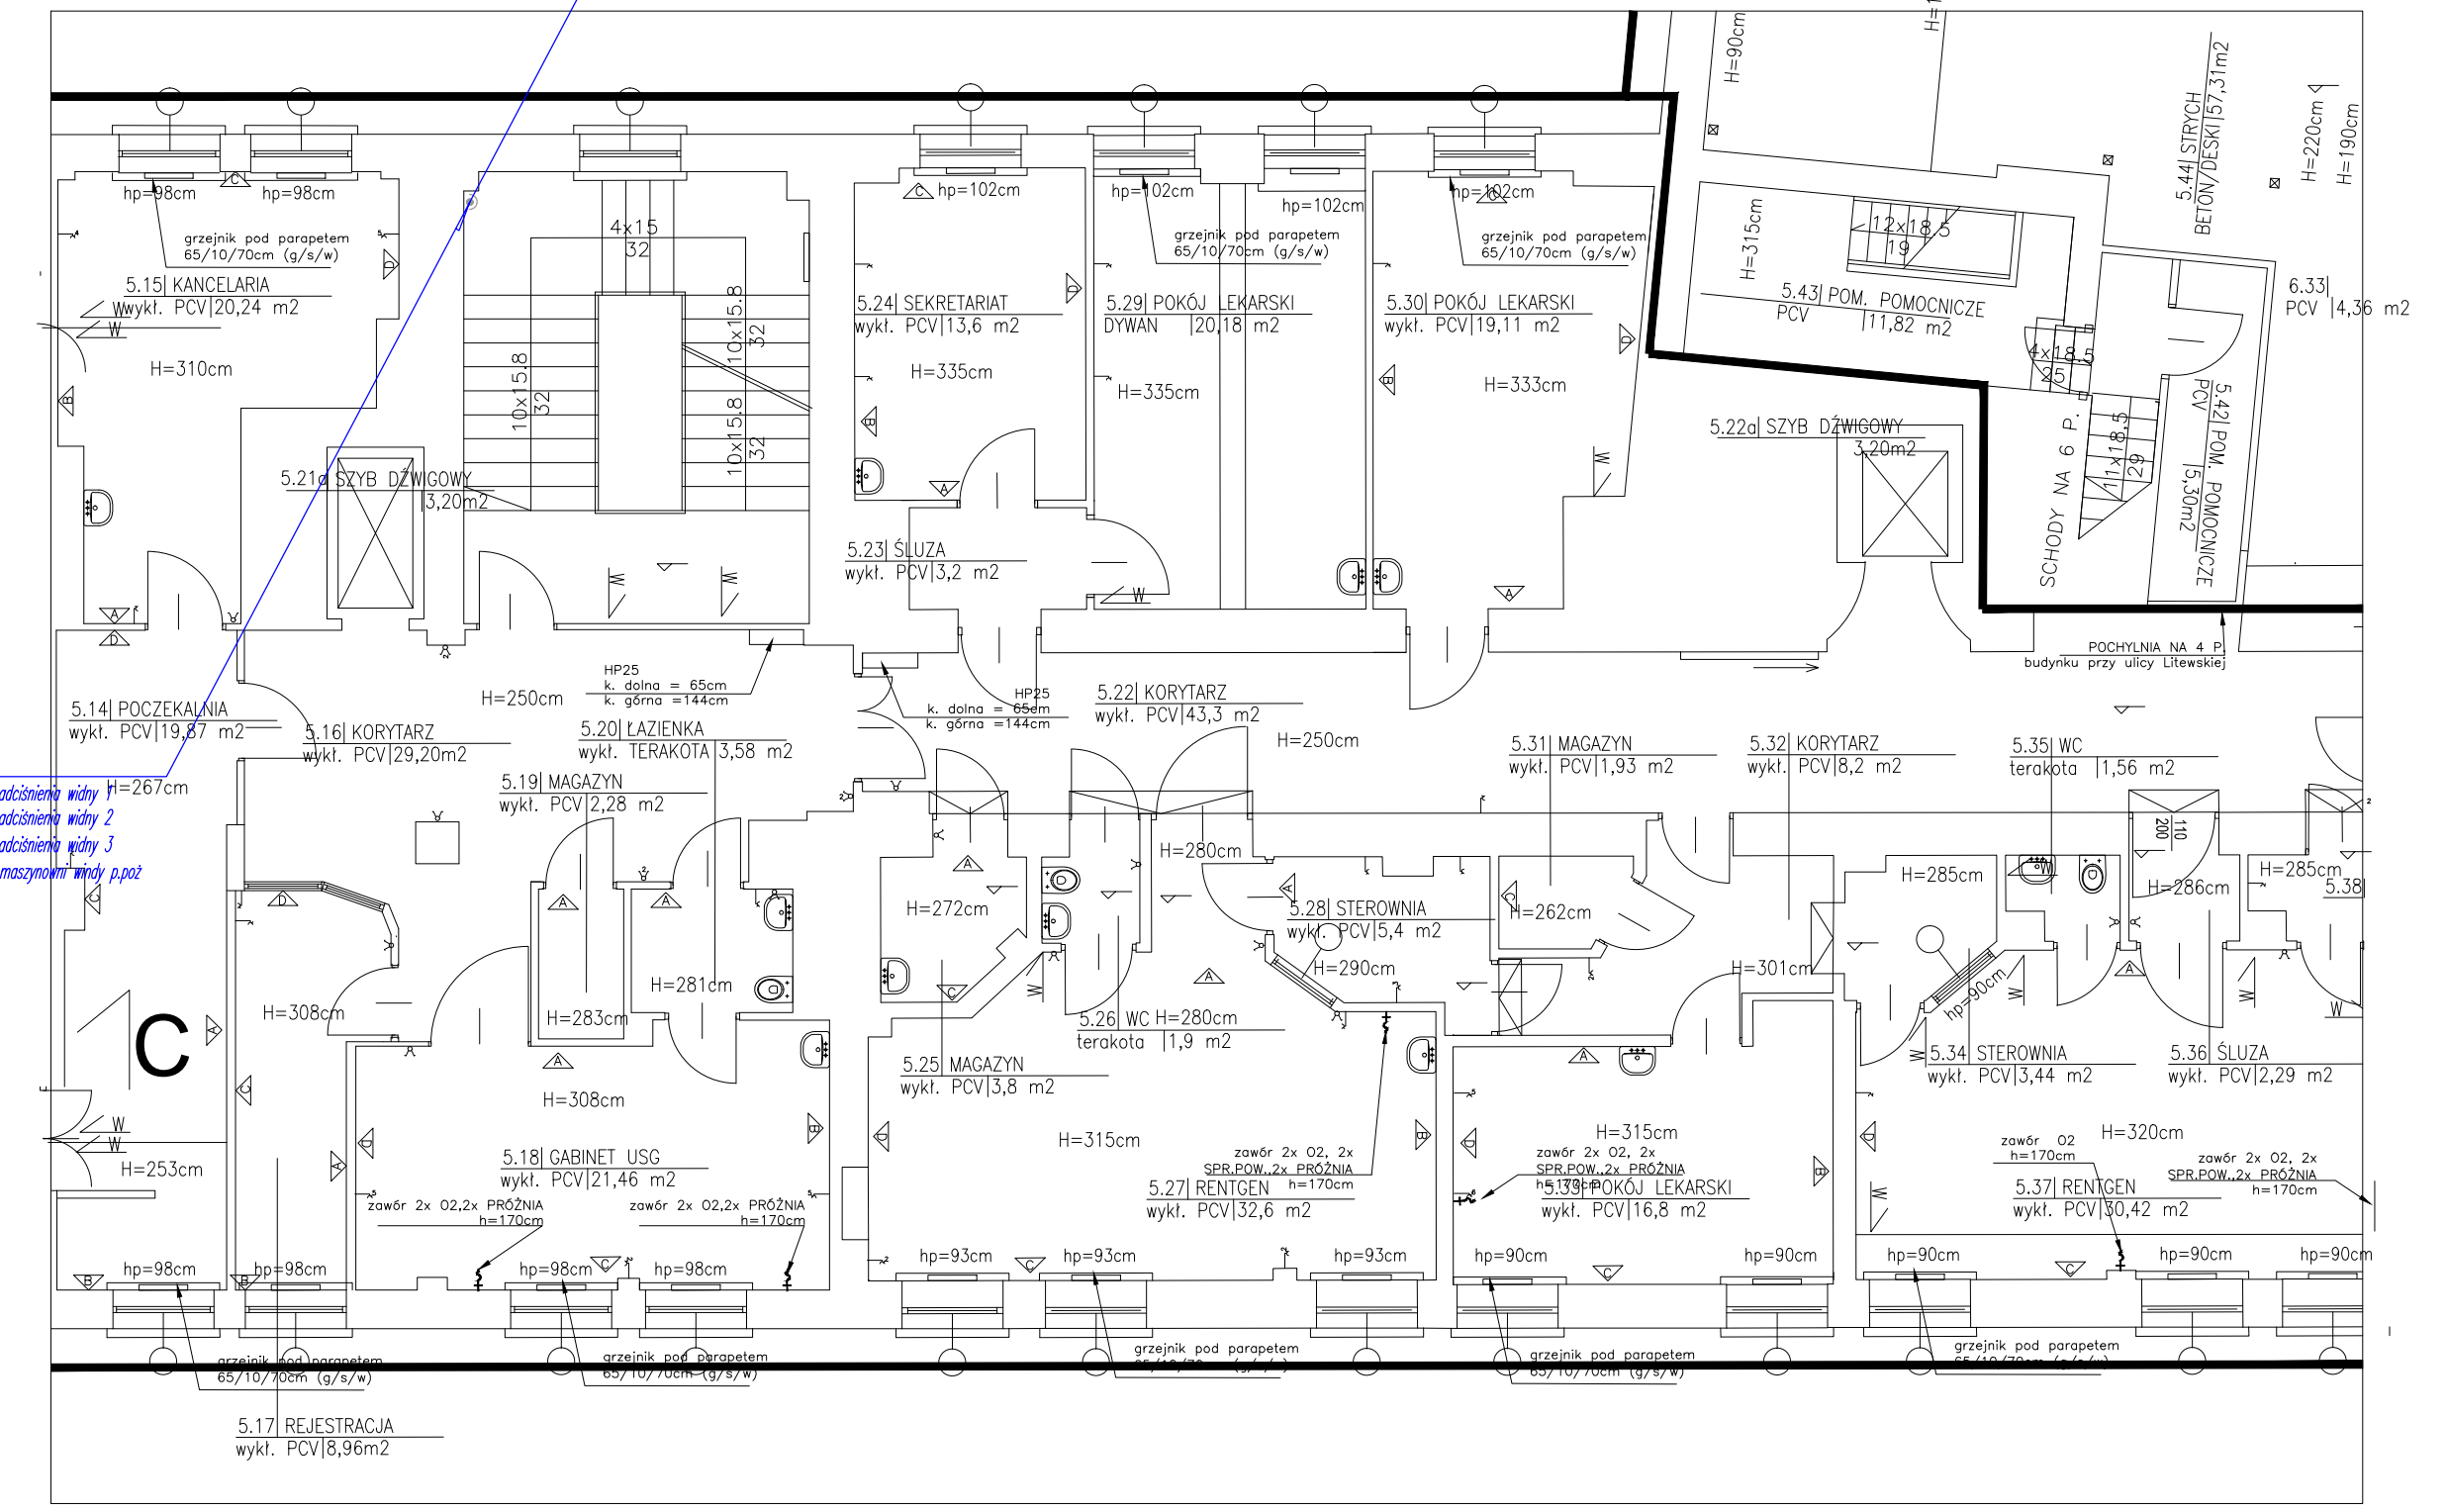 H=90cm
5.44| STRYCH
BETON/DESKI|57,31m2
H=220cm
H=190cm
hp=98cm
C
hp=98cm
grzejnik pod parapetem
65/10/70cm (g/s/w)
5.15| KANCELARIA
wykł. PCV|20,24 m2
W
W
H=310cm
D
B
A
D
4x15
32
10x15.8
32
10x15.8
32
10x15.8
32
W
W
5.21a SZYB DŹWIGOWY
3,20m2
C
hp=102cm
5.24| SEKRETARIAT
wykł. PCV|13,6 m2
D
H=335cm
B
A
5.23| ŚLUZA
wykł. PCV|3,2 m2
W
hp=102cm
hp=102cm
grzejnik pod parapetem
65/10/70cm (g/s/w)
5.29| POKÓJ LEKARSKI
DYWAN |20,18 m2
H=335cm
hp=102cm
C
grzejnik pod parapetem
65/10/70cm (g/s/w)
5.30| POKÓJ LEKARSKI
wykł. PCV|19,11 m2
D
B
H=333cm
W
A
H=315cm
12x18.5
19
5.43| POM. POMOCNICZE
PCV |11,82 m2
4x18.5
25
11x18,5
29
SCHODY NA 6 P.
5.42| POM. POMOCNICZE
PCV |5,30m2
6.33|
PCV |4,36 m2
5.22a| SZYB DŹWIGOWY
3,20m2
POCHYLNIA NA 4 P.
budynku przy ulicy Litewskiej
5.14| POCZEKALNIA
wykł. PCV|19,87 m2
H=267cm
5.16| KORYTARZ
wykł. PCV|29,20m2
H=250cm
HP25
k. dolna = 65cm
k. górna =144cm
HP25
k. dolna = 65cm
k. górna =144cm
5.20| ŁAZIENKA
wykł. TERAKOTA|3,58 m2
5.19| MAGAZYN
wykł. PCV|2,28 m2
5.22| KORYTARZ
wykł. PCV|43,3 m2
H=250cm
5.31| MAGAZYN
wykł. PCV|1,93 m2
5.32| KORYTARZ
wykł. PCV|8,2 m2
5.35| WC
terakota |1,56 m2
110
200
adciśnienia widny 1
adciśnienia widny 2
adciśnienia widny 3
maszynowni windy p.poż
C
D
A
A
H=272cm
A
C
H=280cm
A
5.28| STEROWNIA
wykł. PCV|5,4 m2
H=290cm
A
C
H=262cm
H=301cm
H=285cm
W
H=286cm
H=285cm
5.38|
A
hp=90cm
W
W
W
W
C
A
C
H=308cm
H=283cm
H=281cm
A
5.26| WC
terakota |1,9 m2
H=280cm
W
5.25| MAGAZYN
wykł. PCV|3,8 m2
A
5.34| STEROWNIA
wykł. PCV|3,44 m2
5.36| ŚLUZA
wykł. PCV|2,29 m2
W
W
H=253cm
C
A
D
H=308cm
B
5.18| GABINET USG
wykł. PCV|21,46 m2
zawór 2x O2,2x PRÓŻNIA
h=170cm
zawór 2x O2,2x PRÓŻNIA
h=170cm
D
H=315cm
B
zawór 2x O2, 2x
SPR.POW.,2x PRÓŻNIA
h=170cm
5.27| RENTGEN
wykł. PCV|32,6 m2
D
H=315cm
B
zawór 2x O2, 2x
SPR.POW.,2x PRÓŻNIA
h=170cm
5.33| POKÓJ LEKARSKI
wykł. PCV|16,8 m2
D
H=320cm
W
zawór O2
h=170cm
zawór 2x O2, 2x
SPR.POW.,2x PRÓŻNIA
h=170cm
5.37| RENTGEN
wykł. PCV|30,42 m2
B
hp=98cm
B
hp=98cm
hp=98cm
C
hp=98cm
hp=93cm
C
hp=93cm
hp=93cm
hp=90cm
C
hp=90cm
hp=90cm
C
hp=90cm
hp=90cm
grzejnik pod parapetem
65/10/70cm (g/s/w)
grzejnik pod parapetem
65/10/70cm (g/s/w)
grzejnik pod parapetem
65/10/70cm (g/s/w)
grzejnik pod parapetem
65/10/70cm (g/s/w)
grzejnik pod parapetem
65/10/70cm (g/s/w)
5.17| REJESTRACJA
wykł. PCV|8,96m2